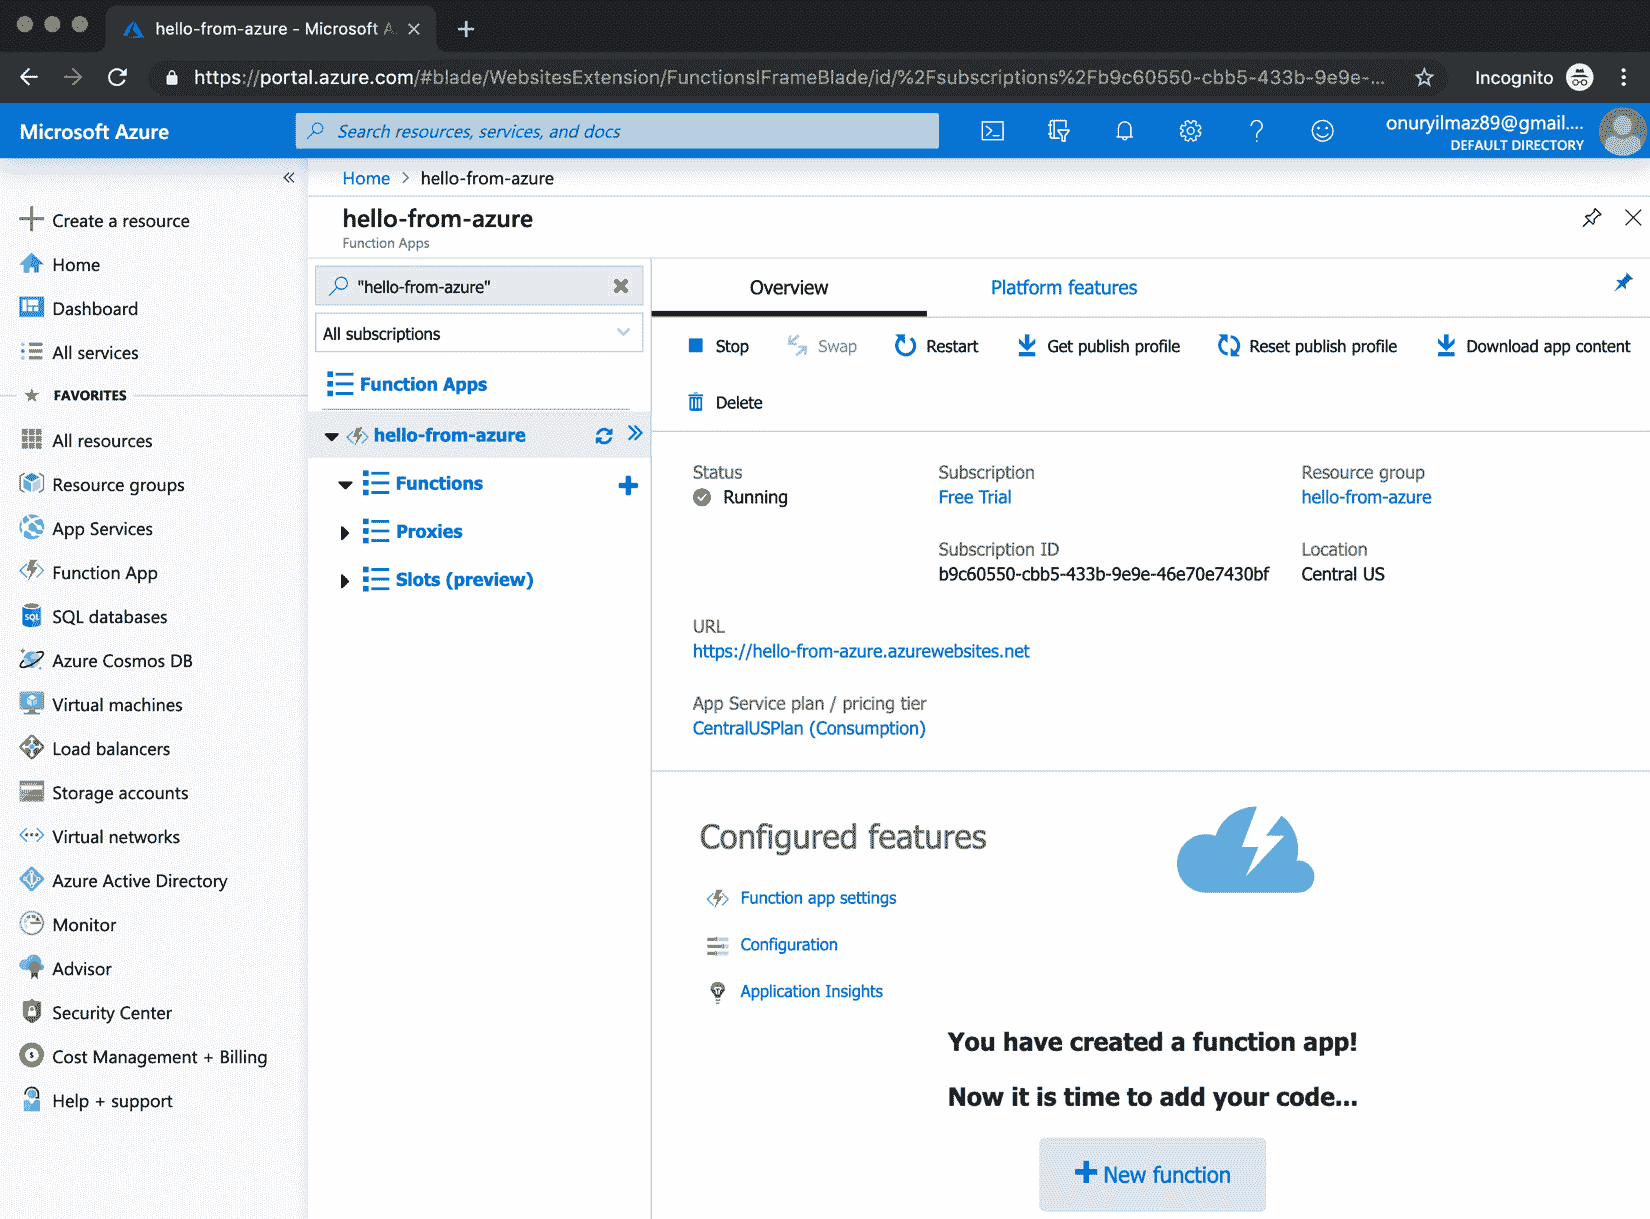 hello-from-azure - Microsoft A
https://portal.azure.com/#blade/WebsitesExtension/FunctionsIFrameBlade/id/%2Fsubscriptions%2Fb9c60550-cbb5-433b-9e9e-...
Incognito
Microsoft Azure
Search resources, services, and docs
onuryilmaz89@gmail....
DEFAULT DIRECTORY
Home > hello-from-azure
hello-from-azure
Function Apps
Create a resource
Home
Dashboard
All services
FAVORITES
All resources
Resource groups
App Services
Function App
SQL databases
Azure Cosmos DB
Virtual machines
Load balancers
Storage accounts
Virtual networks
Azure Active Directory
Monitor
Advisor
Security Center
Cost Management + Billing
Help + support
"hello-from-azure"
All subscriptions
Function Apps
hello-from-azure
Functions
Proxies
Slots (preview)
Overview
Platform features
Stop
Swap
Restart
Get publish profile
Reset publish profile
Download app content
Delete
Status
Running
Subscription
Free Trial
Resource group
hello-from-azure
Subscription ID
b9c60550-cbb5-433b-9e9e-46e70e7430bf
Location
Central US
URL
https://hello-from-azure.azurewebsites.net
App Service plan / pricing tier
CentralUSPlan (Consumption)
Configured features
Function app settings
Configuration
Application Insights
You have created a function app!
Now it is time to add your code...
New function